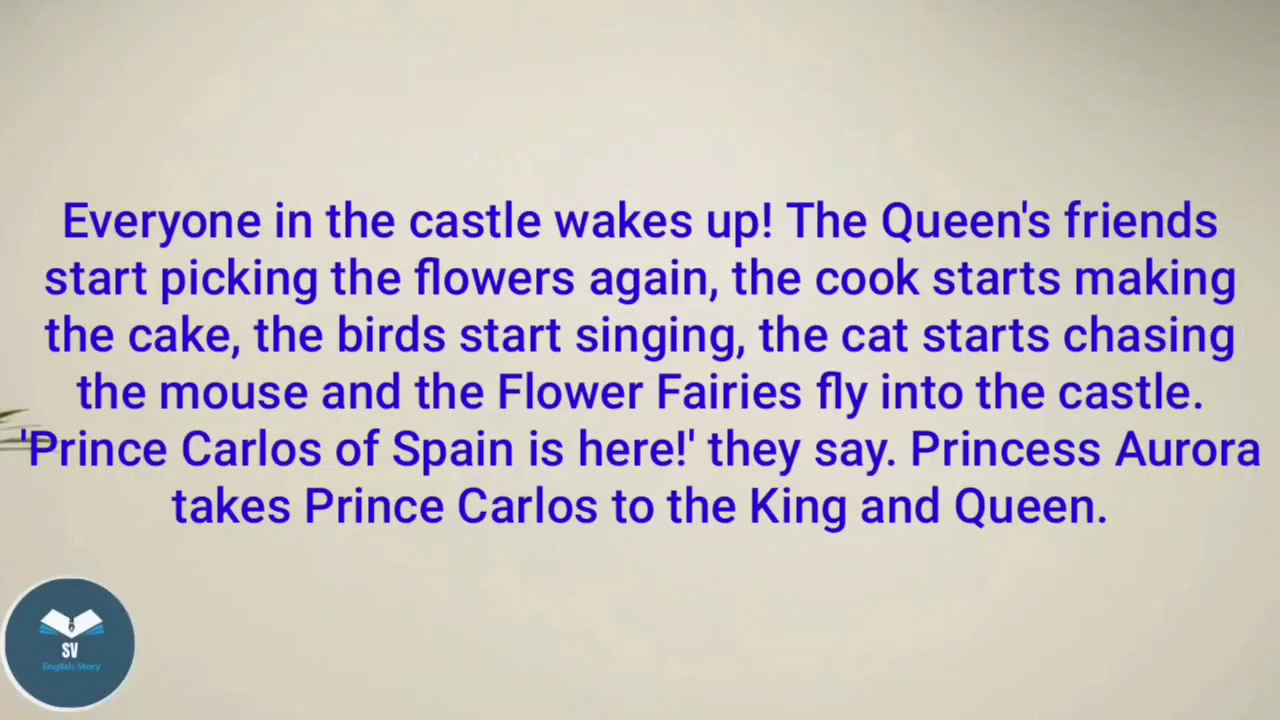 Everyone in the castle wakes up! The Queen's friends
start picking the flowers again, the cook starts making
the cake, the birds start singing, the cat starts chasing
the mouse and the Flower Fairies fly into the castle.
'Prince Carlos of Spain is here!' they say. Princess Aurora
takes Prince Carlos to the King and Queen.
SV
English Story